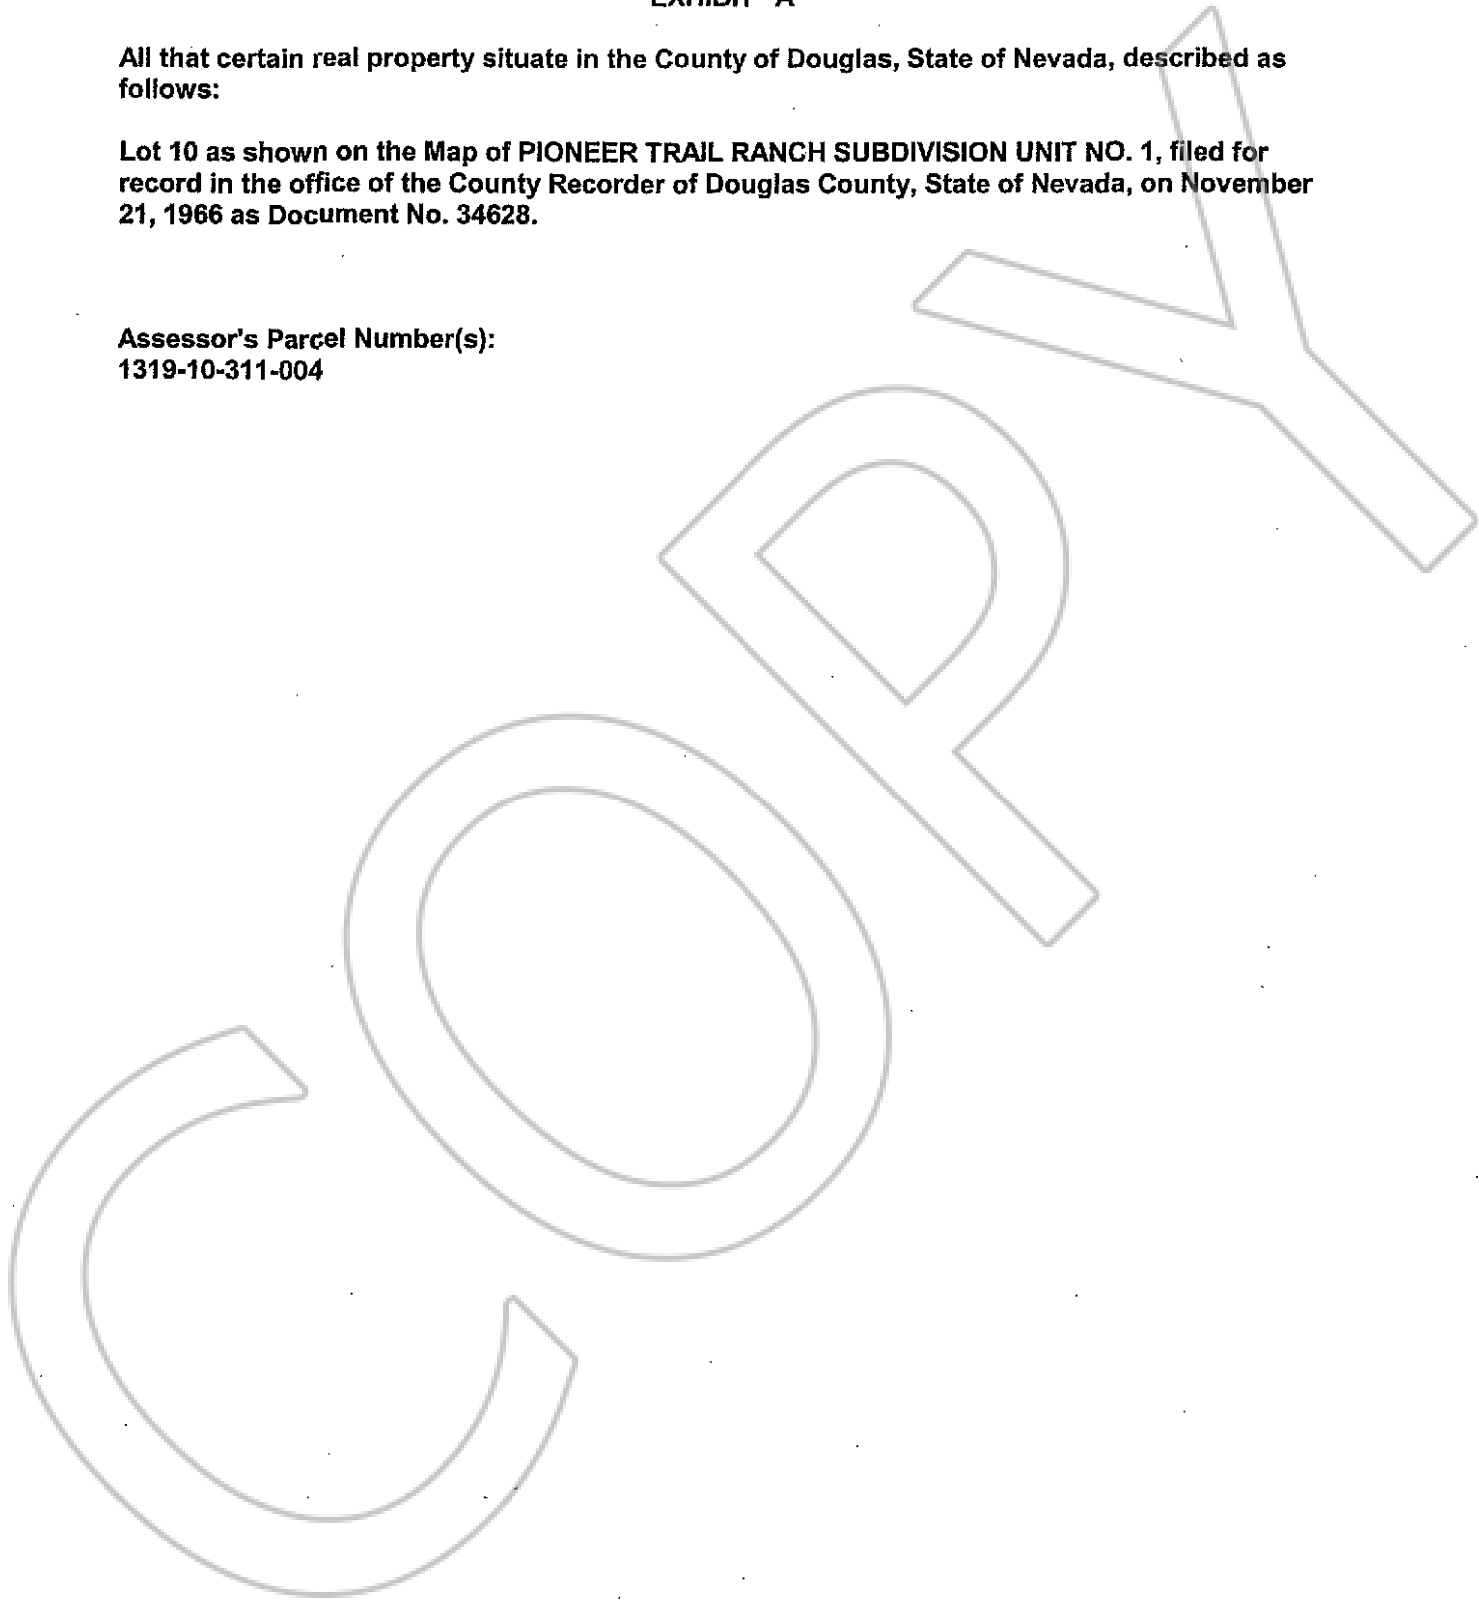 EXHIBIT "A"
All that certain real property situate in the County of Douglas, State of Nevada, described as
follows:
Lot 10 as shown on the Map of PIONEER TRAIL RANCH SUBDIVISION UNIT NO. 1, filed for
record in the office of the County Recorder of Douglas County, State of Nevada, on November
21, 1966 as Document No. 34628.
Assessor's Parcel Number(s):
1319-10-311-004
COPY